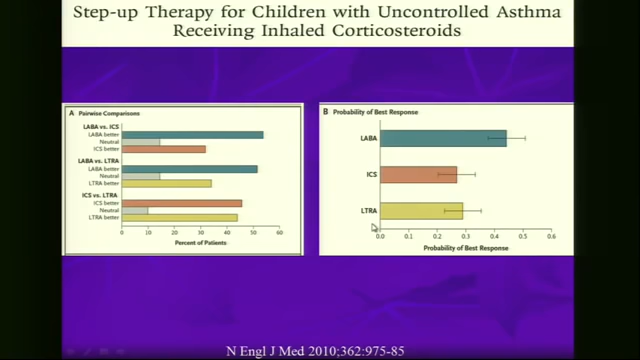 Step-up Therapy for Children with Uncontrolled Asthma
Receiving Inhaled Corticosteroids
A Pairwise Comparisons
LABA vs. ICS
LABA better
Neutral
ICS better
LABA vs. LTRA
LABA better
Neutral
LTRA better
ICS vs. LTRA
ICS better
Neutral
LTRA better
0 10 20 30 40 50 60
Percent of Patients
B Probability of Best Response
LABA
ICS
LTRA
0.0 0.1 0.2 0.3 0.4 0.5 0.6
Probability of Best Response
N Engl J Med 2010;362:975-85